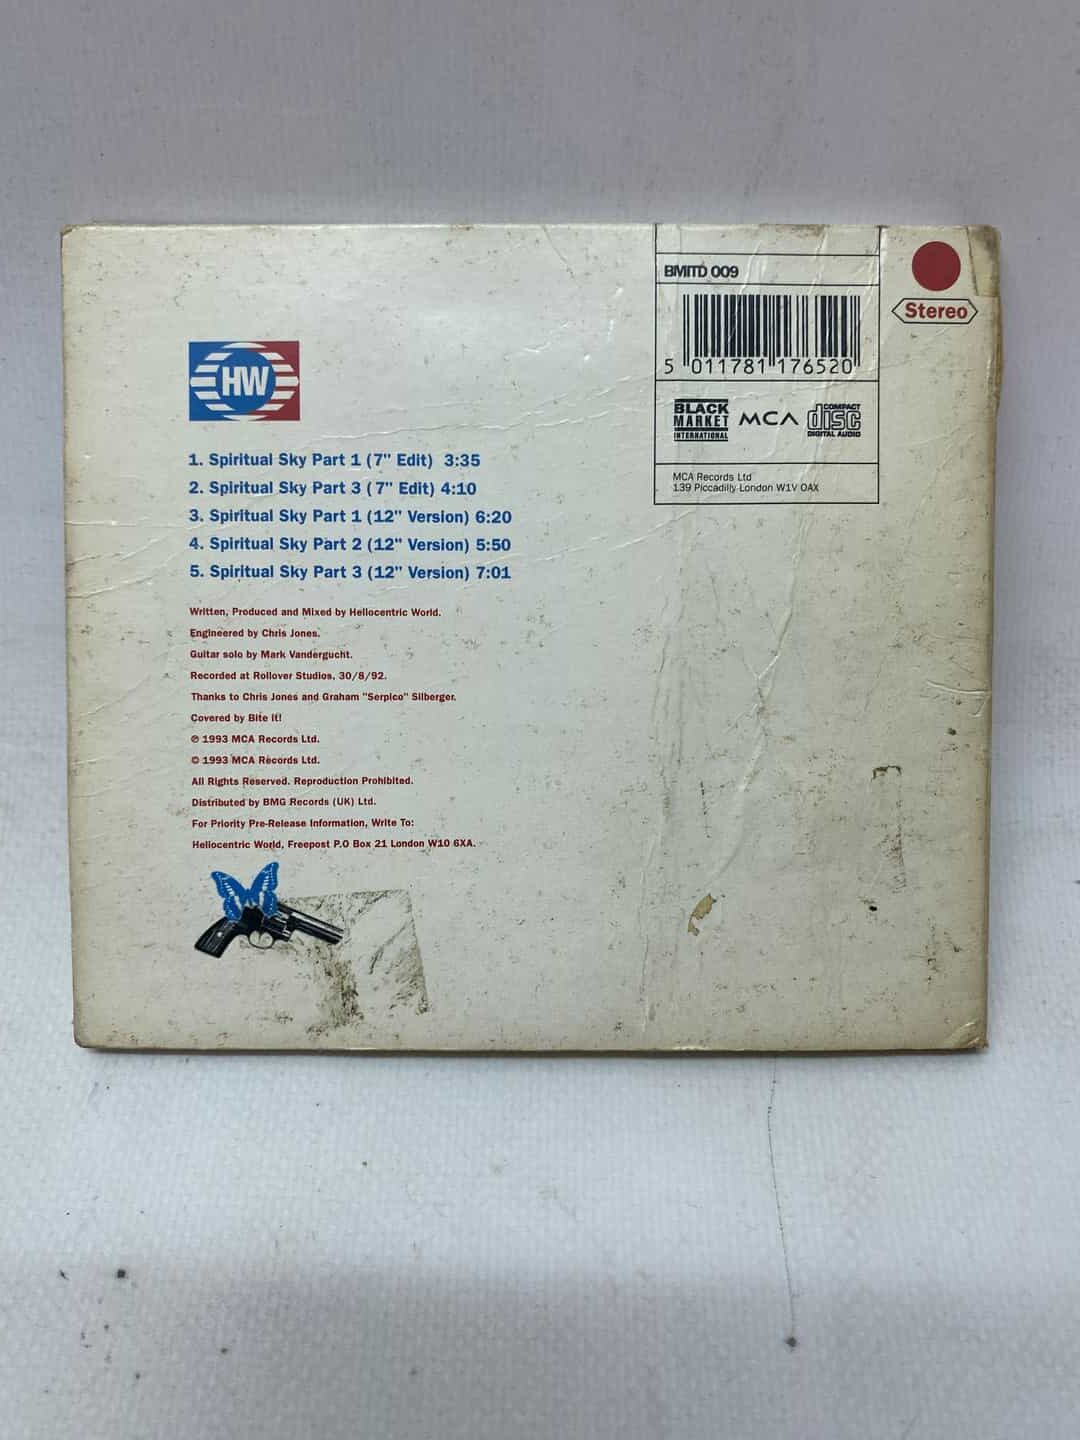 BMITD 009
Stereo
5 011781 176520
BLACK
MARKET
INTERNATIONAL
MCA
COMPACT
disc
DIGITAL AUDIO
MCA Records Ltd
139 Piccadilly London W1V OAX
HW
1. Spiritual Sky Part 1 (7" Edit) 3:35
2. Spiritual Sky Part 3 ( 7" Edit) 4:10
3. Spiritual Sky Part 1 (12" Version) 6:20
4. Spiritual Sky Part 2 (12" Version) 5:50
5. Spiritual Sky Part 3 (12" Version) 7:01
Written, Produced and Mixed by Heliocentric World.
Engineered by Chris Jones.
Guitar solo by Mark Vandergucht.
Recorded at Rollover Studios, 30/8/92.
Thanks to Chris Jones and Graham "Serpico" Silberger.
Covered by Bite It!
℗ 1993 MCA Records Ltd.
© 1993 MCA Records Ltd.
All Rights Reserved. Reproduction Prohibited.
Distributed by BMG Records (UK) Ltd.
For Priority Pre-Release Information, Write To:
Heliocentric World, Freepost P.O Box 21 London W10 6XA.